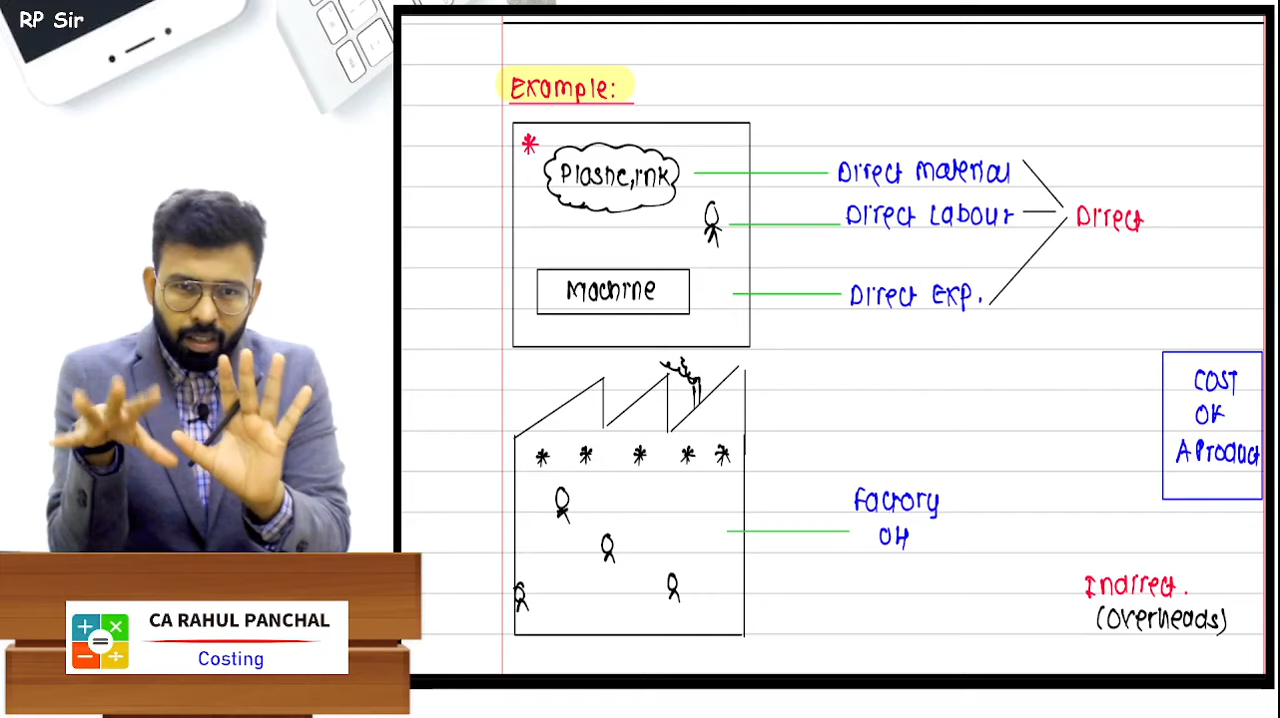 RP Sir
Example:
Plastic,ink
Direct Material
Direct Labour
Direct
Machine
Direct Exp.
COST
OF
A Product
Factory
OH
Indirect.
(Overheads)
CA RAHUL PANCHAL
Costing